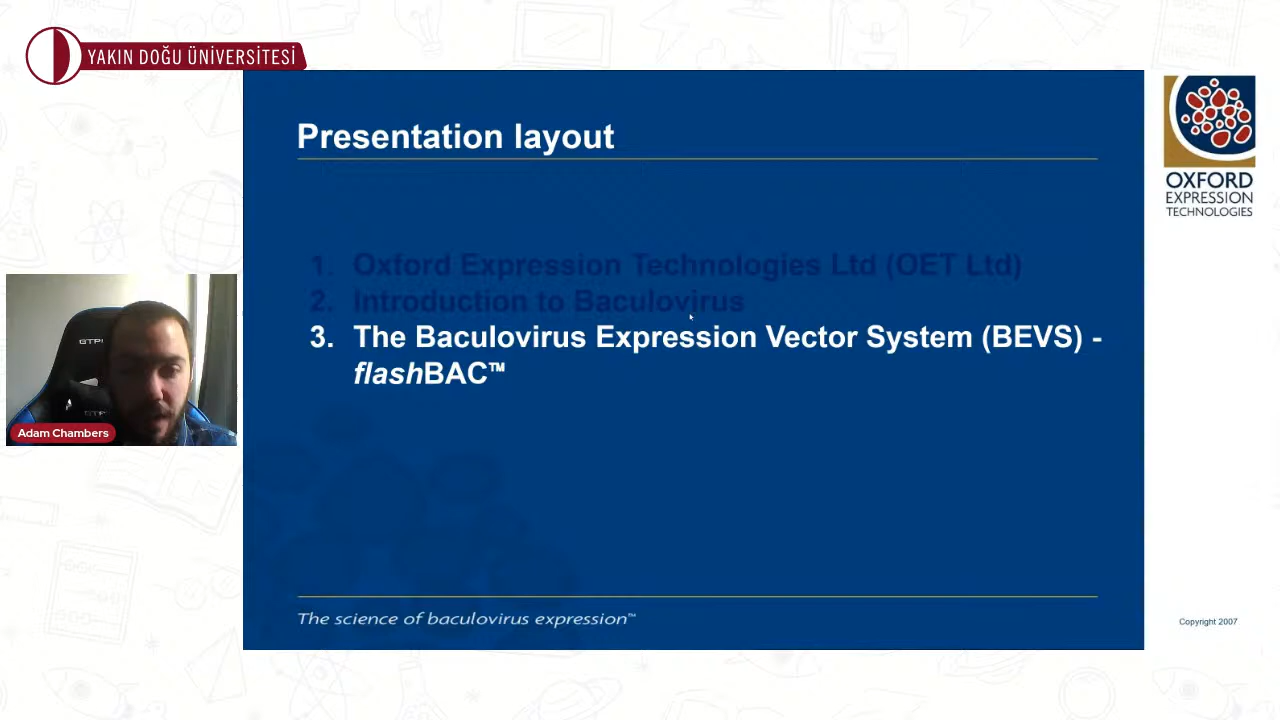 YAKIN DOĞU ÜNİVERSİTESİ
Presentation layout
OXFORD
EXPRESSION
TECHNOLOGIES
1. Oxford Expression Technologies Ltd (OET Ltd)
2. Introduction to Baculovirus
3. The Baculovirus Expression Vector System (BEVS) -
flashBAC™
GTPI
GTPI
Adam Chambers
The science of baculovirus expression™
Copyright 2007